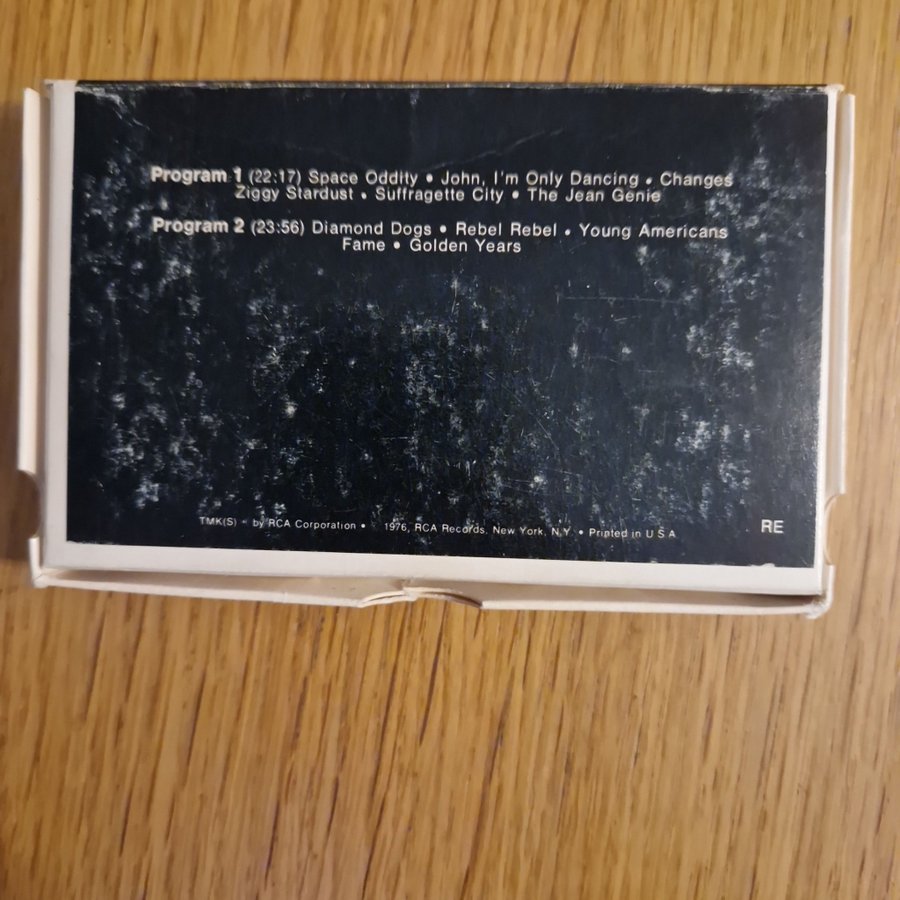 Program 1 (22:17) Space Oddity • John, I'm Only Dancing • Changes
Ziggy Stardust • Suffragette City • The Jean Genie
Program 2 (23:56) Diamond Dogs • Rebel Rebel • Young Americans
Fame • Golden Years
TMK(S) • by RCA Corporation • 1976, RCA Records, New York, N.Y. • Printed in U S A
RE